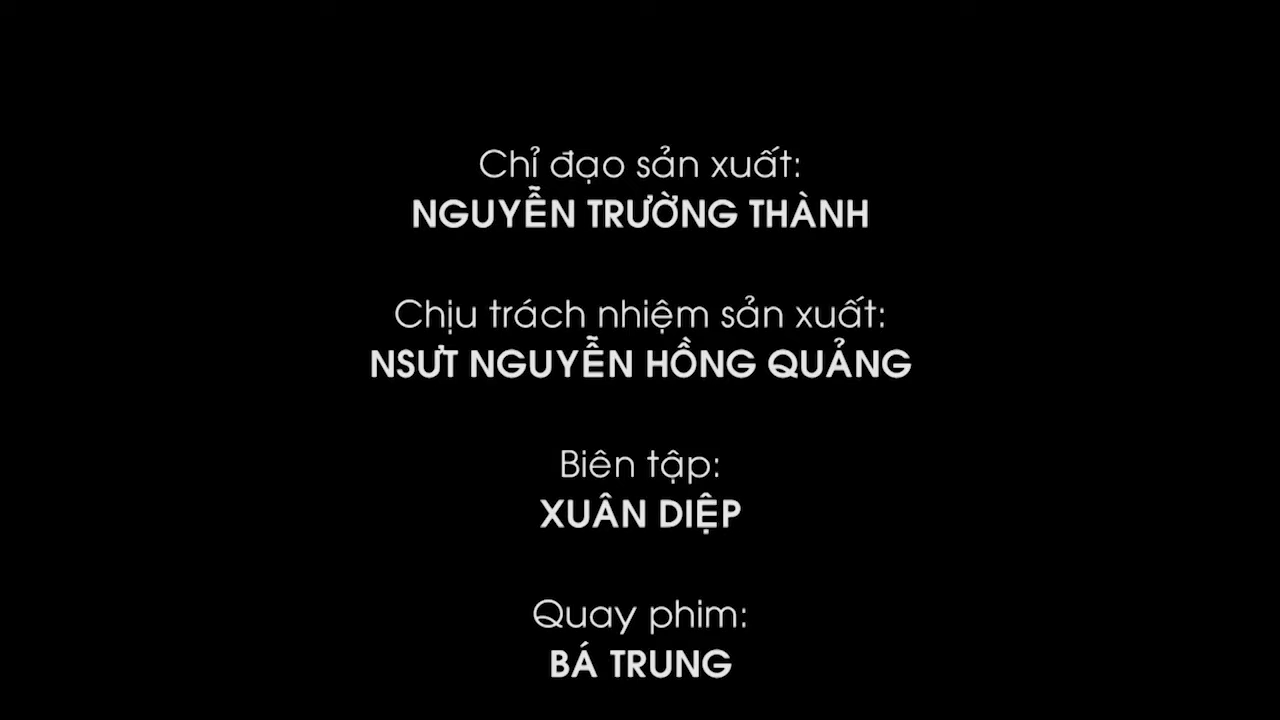 Chỉ đạo sản xuất:
NGUYỄN TRƯỜNG THÀNH
Chịu trách nhiệm sản xuất:
NSƯT NGUYỄN HỒNG QUẢNG
Biên tập:
XUÂN DIỆP
Quay phim:
BÁ TRUNG